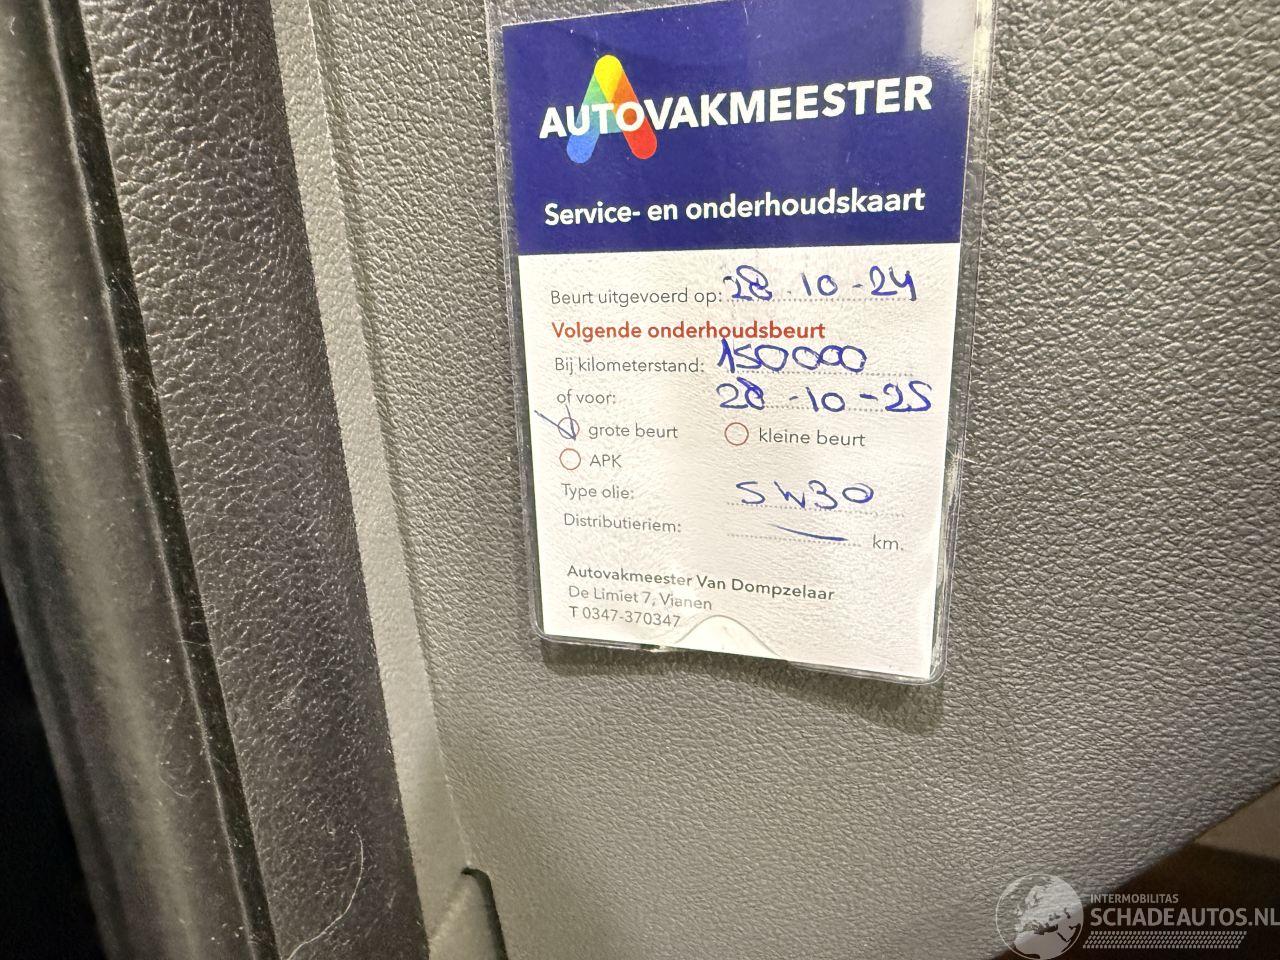 AUTOVAKMEESTER
Service- en onderhoudskaart
Beurt uitgevoerd op: 28-10-24
Volgende onderhoudsbeurt
Bij kilometerstand: 150000
of voor: 28-10-25
grote beurt kleine beurt
APK
Type olie: 5W30
Distributieriem: km.
Autovakmeester Van Dompzelaar
De Limiet 7, Vianen
T 0347-370347
INTERMOBILITAS
SCHADEAUTOS.NL